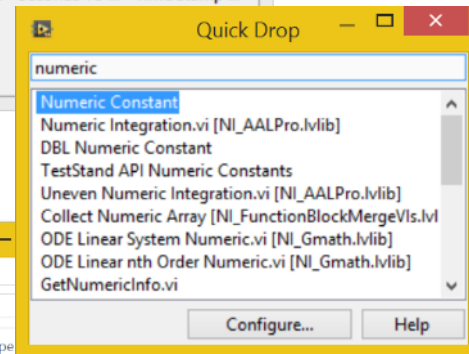 Quick Drop
numeric
Numeric Constant
Numeric Integration.vi [NI_AALPro.lvlib]
DBL Numeric Constant
TestStand API Numeric Constants
Uneven Numeric Integration.vi [NI_AALPro.lvlib]
Collect Numeric Array [NI_FunctionBlockMergeVIs.lvl
ODE Linear System Numeric.vi [NI_Gmath.lvlib]
ODE Linear nth Order Numeric.vi [NI_Gmath.lvlib]
GetNumericInfo.vi
Configure... Help
pe